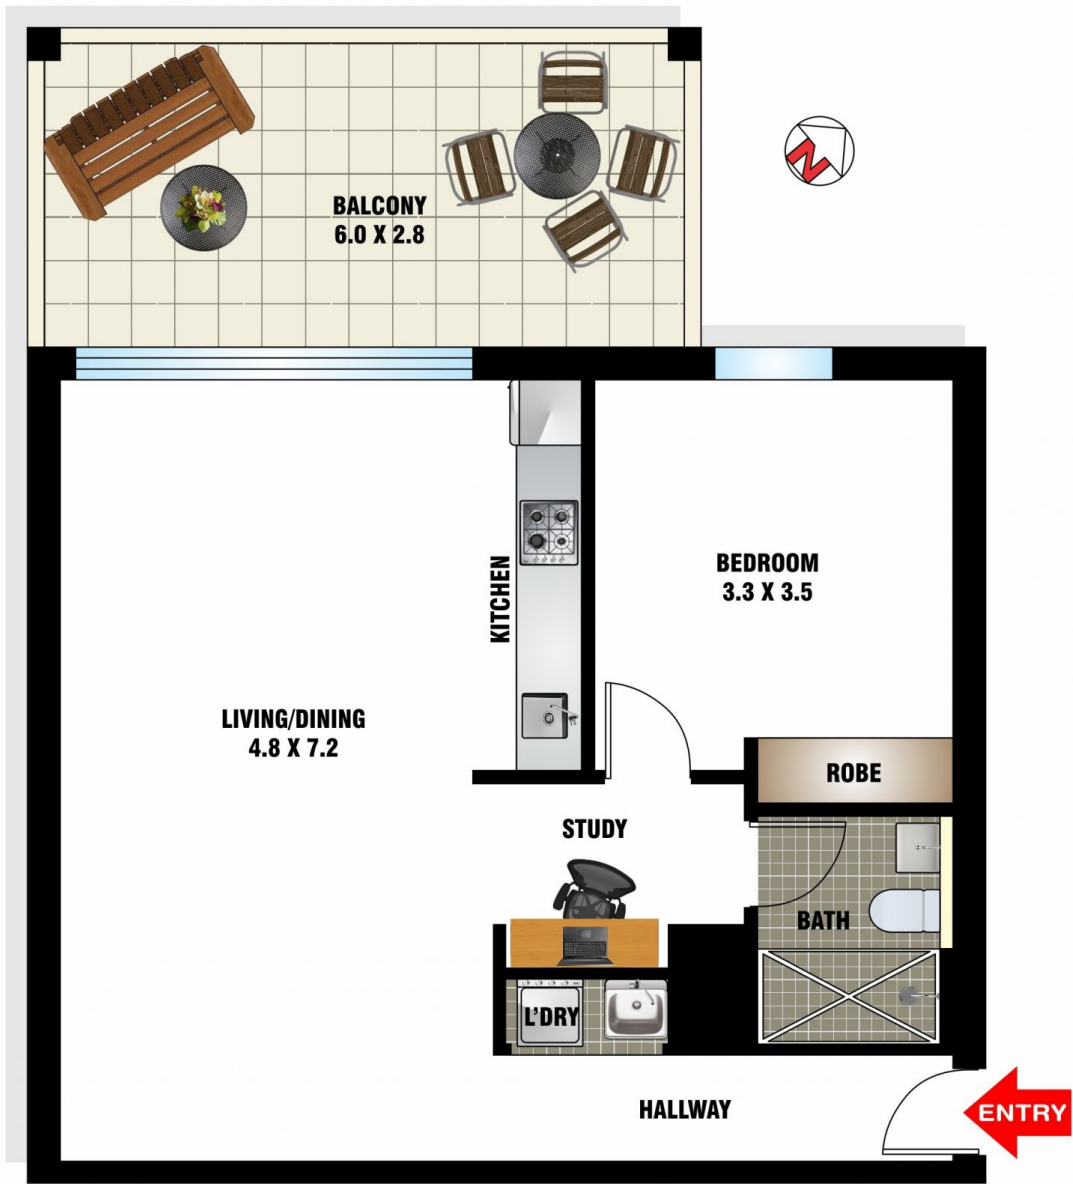 N
BALCONY
6.0 X 2.8
KITCHEN
BEDROOM
3.3 X 3.5
LIVING/DINING
4.8 X 7.2
ROBE
STUDY
BATH
L'DRY
HALLWAY
ENTRY